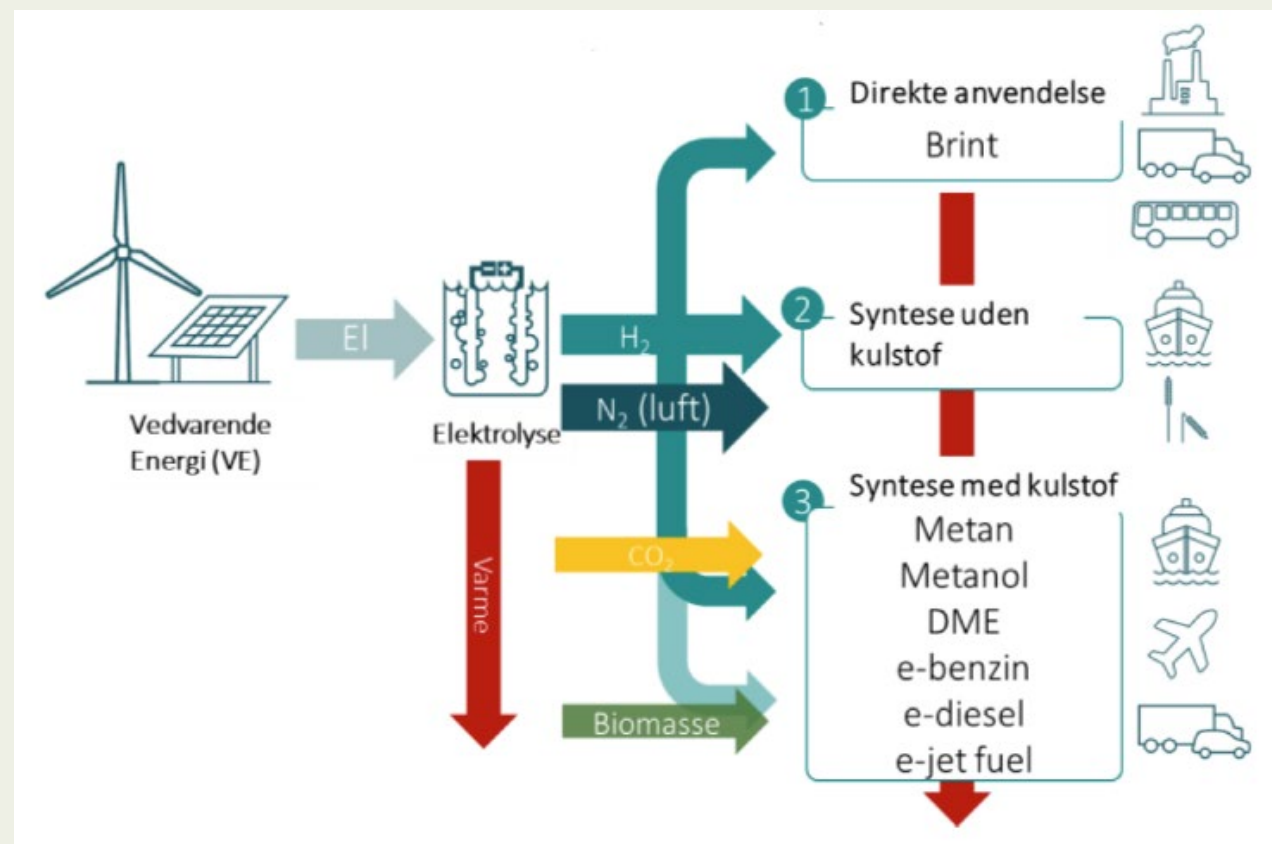 1 Direkte anvendelse
Brint
El
Vedvarende
Energi (VE)
Elektrolyse
H₂
N₂ (luft)
2 Syntese uden
kulstof
Varme
CO₂
Biomasse
3 Syntese med kulstof
Metan
Metanol
DME
e-benzin
e-diesel
e-jet fuel